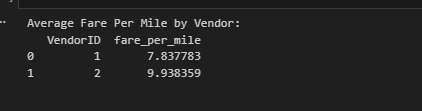 Average Fare Per Mile by Vendor:
VendorID fare_per_mile
0 1 7.837783
1 2 9.938359